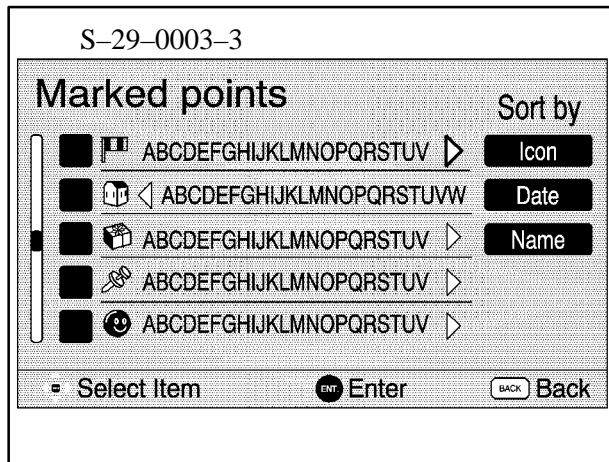 S–29–0003–3
Marked points
Sort by
ABCDEFGHIJKLMNOPQRSTUV
Icon
ABCDEFGHIJKLMNOPQRSTUVW
Date
ABCDEFGHIJKLMNOPQRSTUV
Name
ABCDEFGHIJKLMNOPQRSTUV
ABCDEFGHIJKLMNOPQRSTUV
Select Item ENT Enter BACK Back